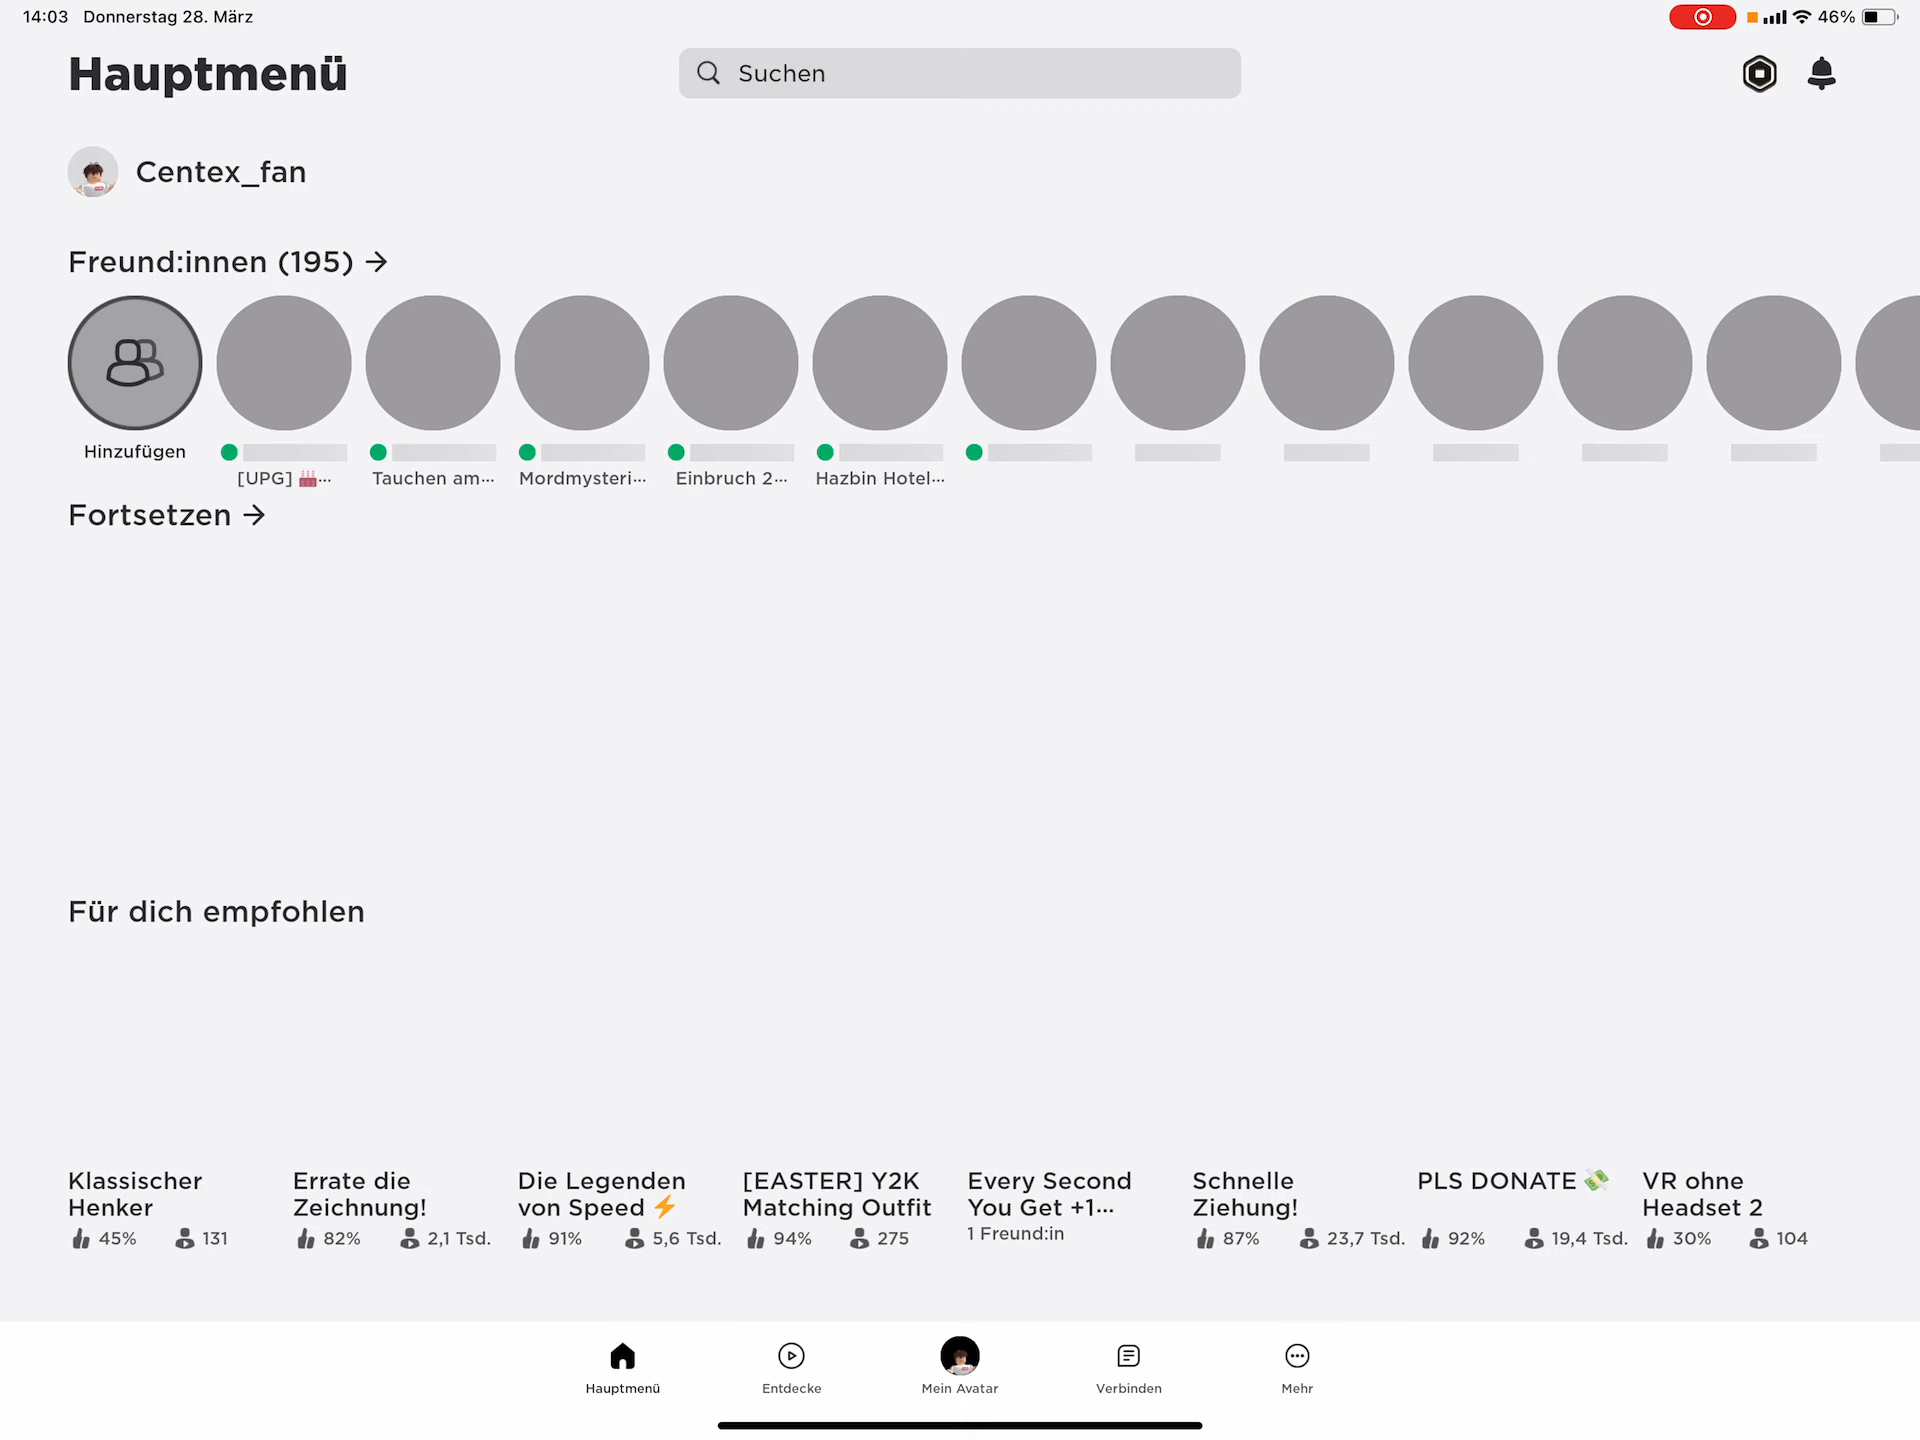 14:03 Donnerstag 28. März 46%
Hauptmenü
Suchen
Centex_fan
Freund:innen (195) →
Hinzufügen
[UPG] 🎂... Tauchen am... Mordmysteri... Einbruch 2... Hazbin Hotel...
Fortsetzen →
Für dich empfohlen
Klassischer
Henker
45% 131
Errate die
Zeichnung!
82% 2,1 Tsd.
Die Legenden
von Speed ⚡
91% 5,6 Tsd.
[EASTER] Y2K
Matching Outfit
94% 275
Every Second
You Get +1...
1 Freund:in
Schnelle
Ziehung!
87% 23,7 Tsd.
PLS DONATE 💸
92% 19,4 Tsd.
VR ohne
Headset 2
30% 104
Hauptmenü Entdecke Mein Avatar Verbinden Mehr